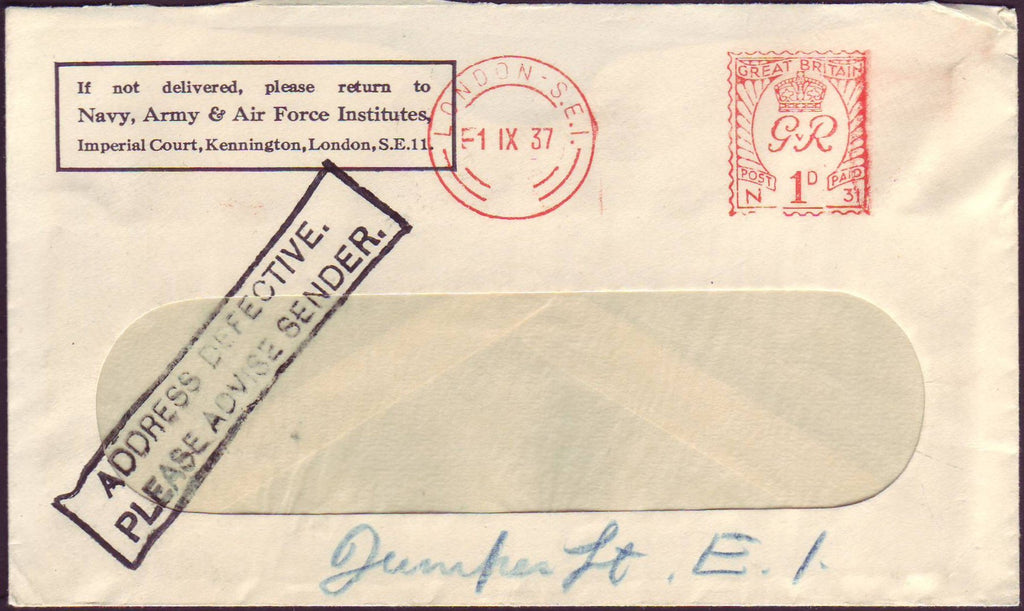 If not delivered, please return to
Navy, Army & Air Force Institutes,
Imperial Court, Kennington, London, S.E.11.
LONDON - S.E.1.
-1 IX 37
GREAT BRITAIN
G v R
POST PAID
1D
N 31
ADDRESS DEFECTIVE.
PLEASE ADVISE SENDER.
Jumper St. E. 1.